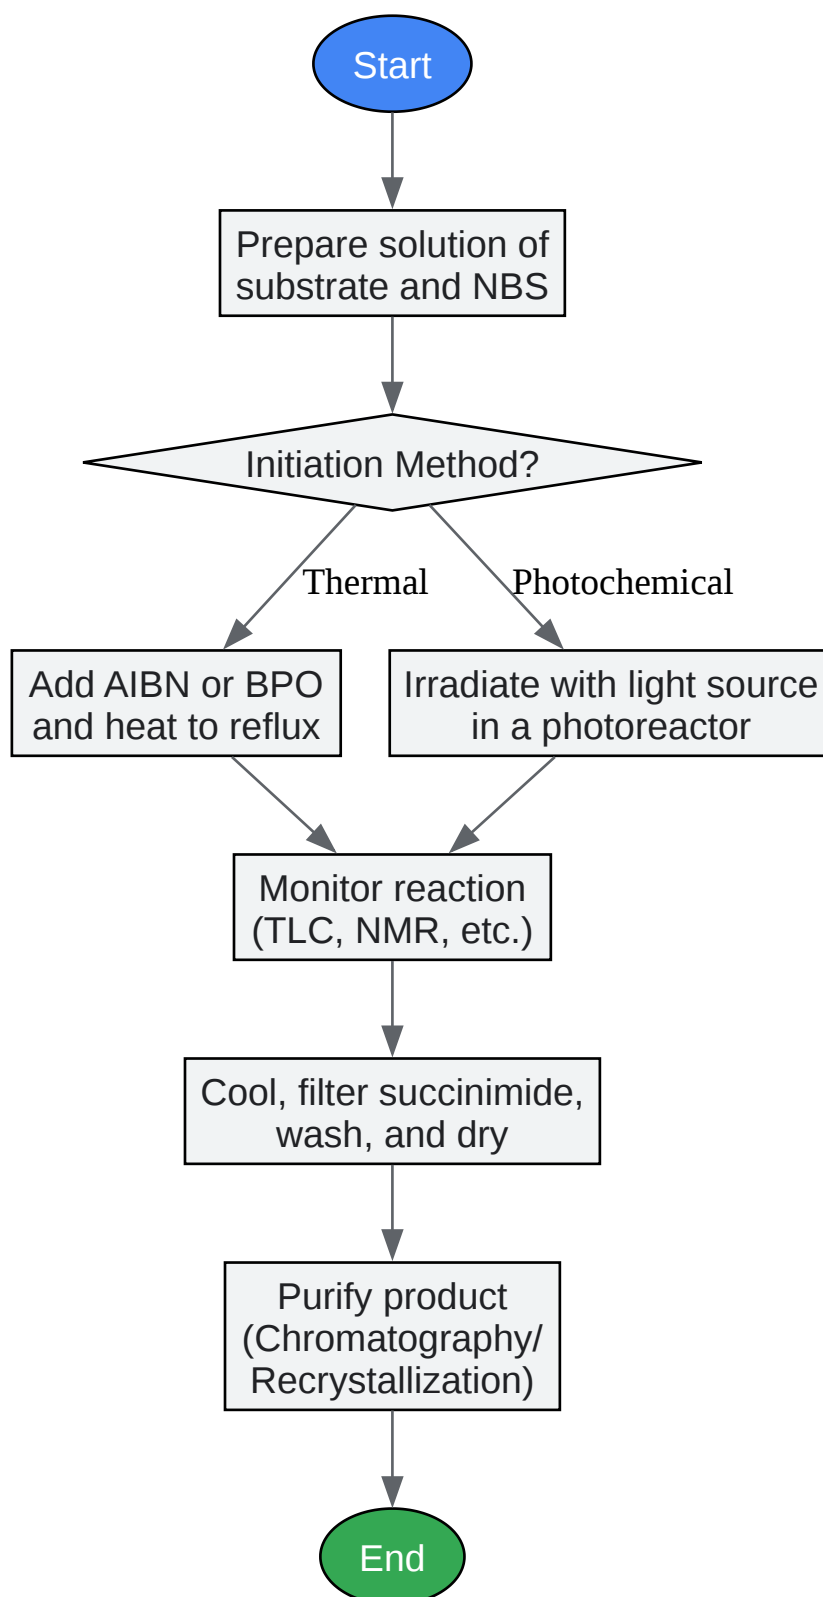 Start
Prepare solution of
substrate and NBS
Initiation Method?
Thermal
Photochemical
Add AIBN or BPO
and heat to reflux
Irradiate with light source
in a photoreactor
Monitor reaction
(TLC, NMR, etc.)
Cool, filter succinimide,
wash, and dry
Purify product
(Chromatography/
Recrystallization)
End